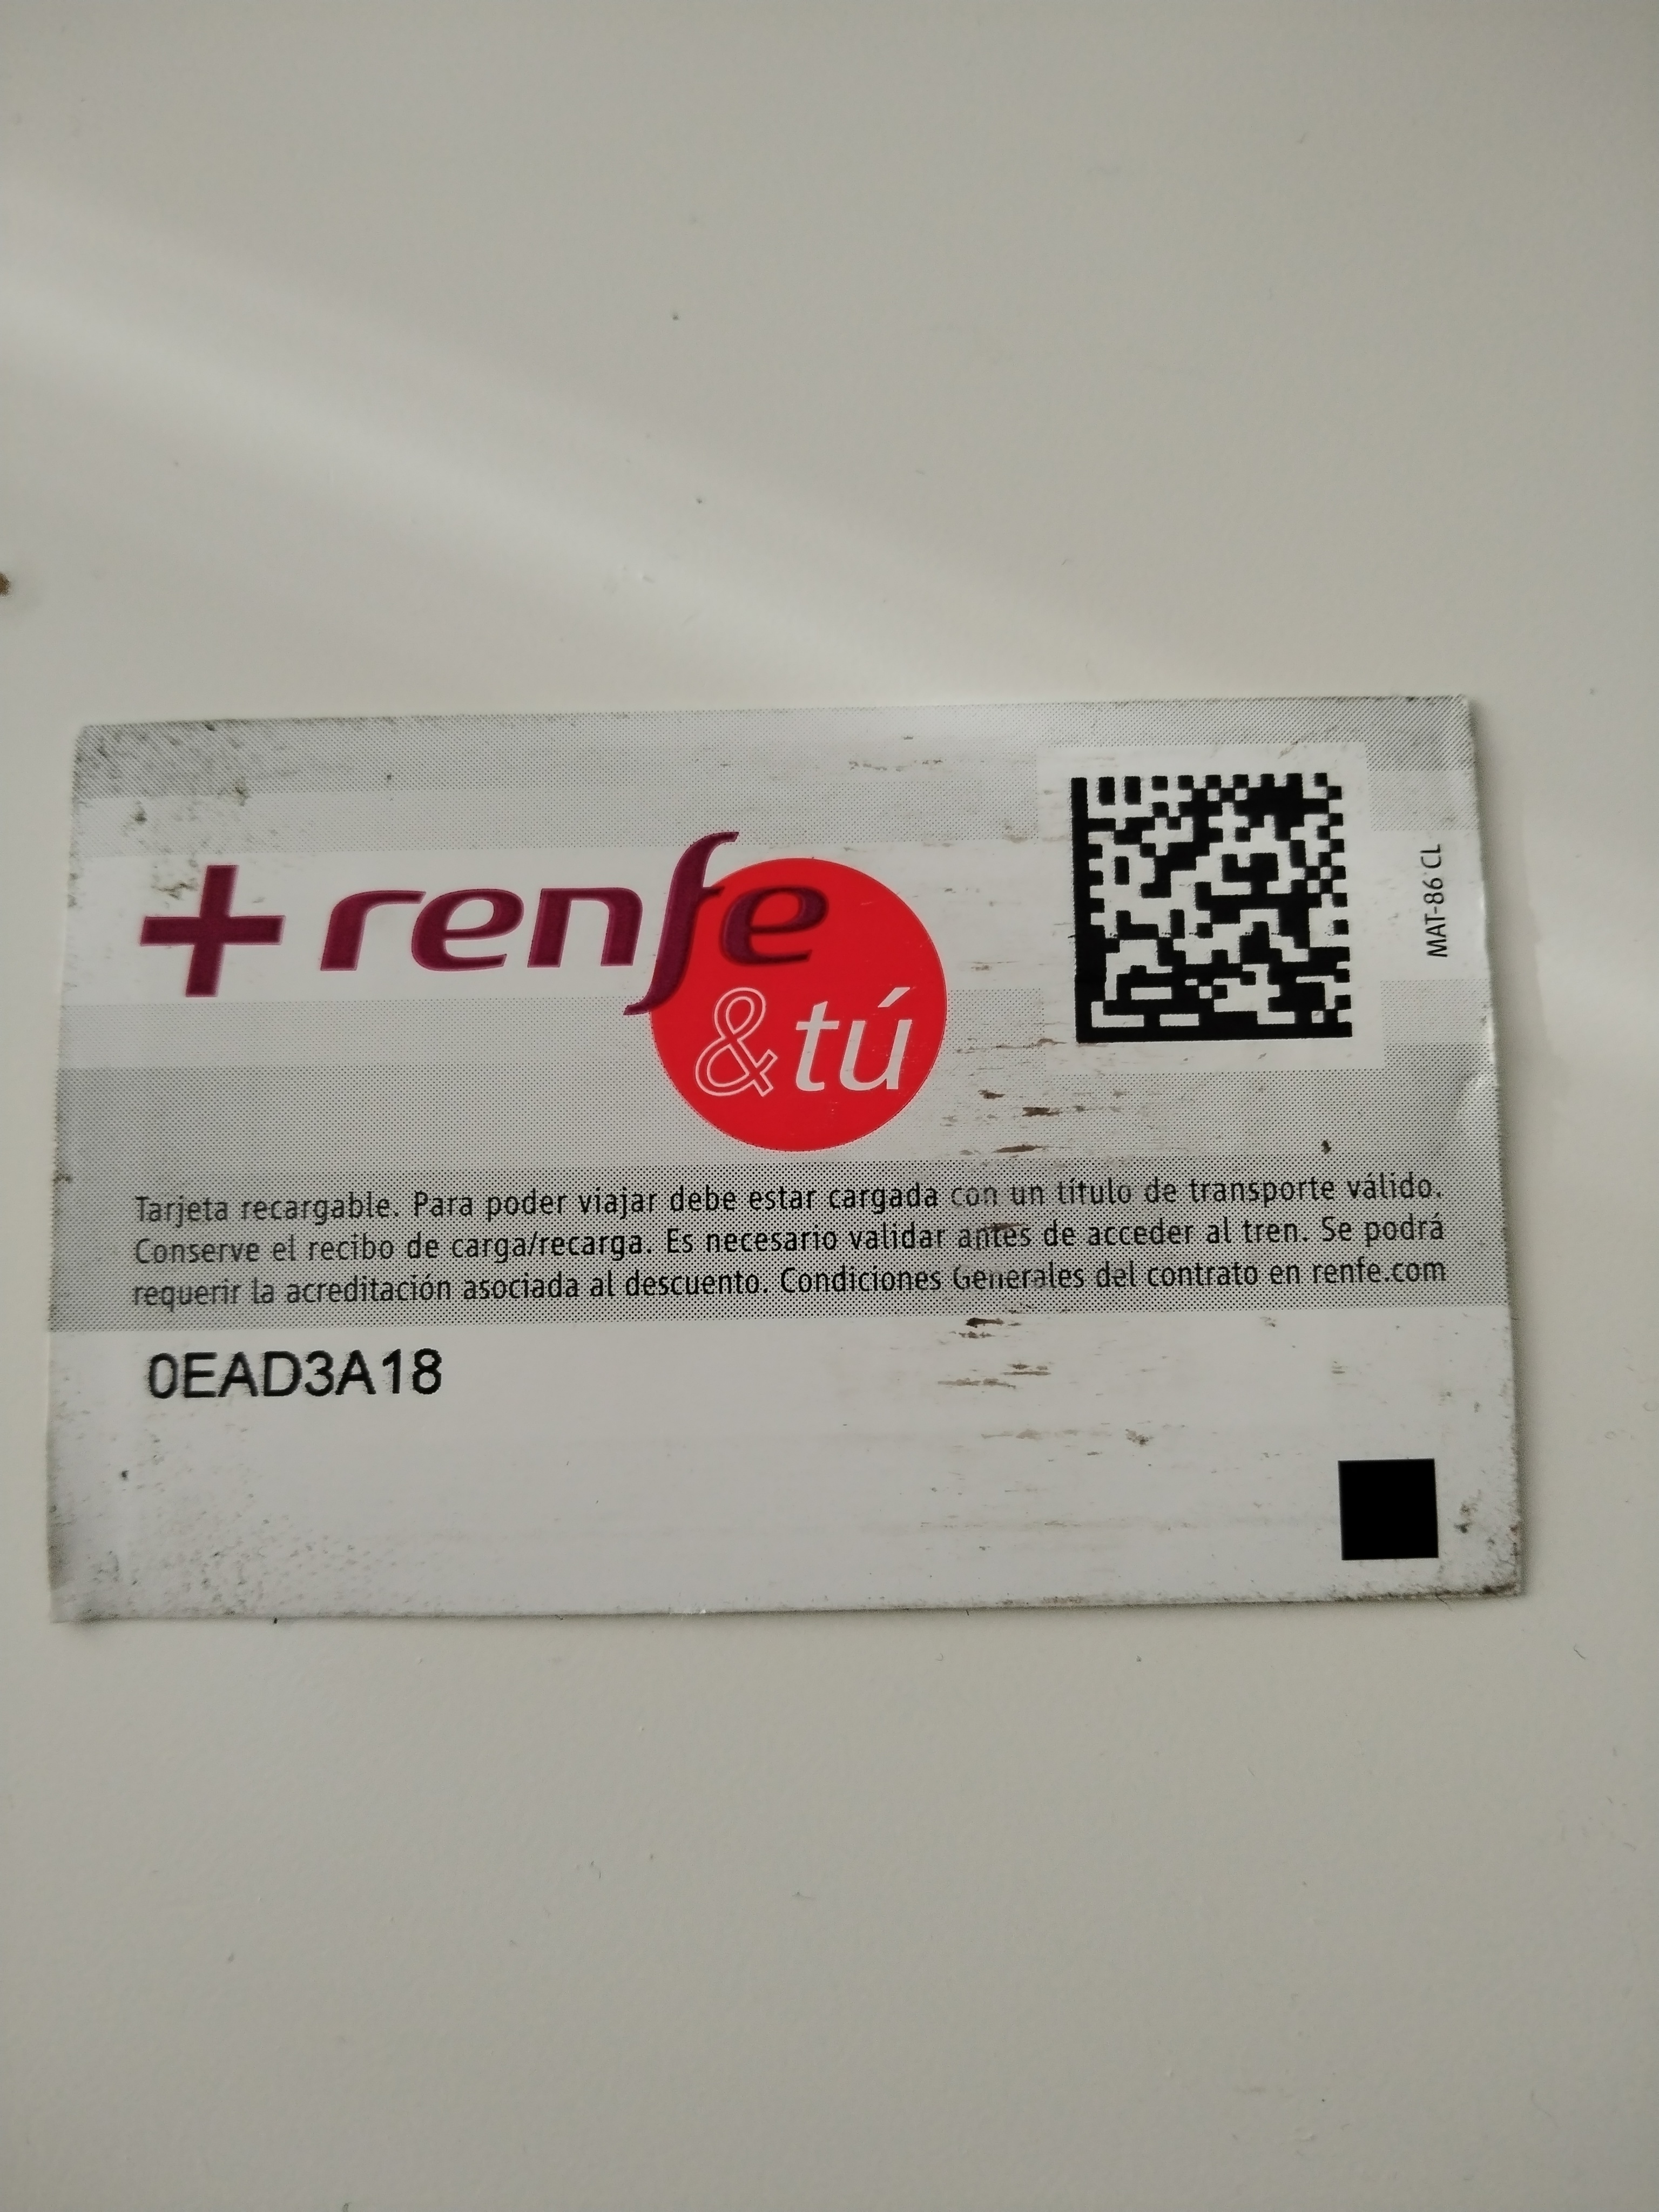 + renfe
&tú
MAT-86 CL
Tarjeta recargable. Para poder viajar debe estar cargada con un título de transporte válido.
Conserve el recibo de carga/recarga. Es necesario validar antes de acceder al tren. Se podrá
requerir la acreditación asociada al descuento. Condiciones Generales del contrato en renfe.com
0EAD3A18